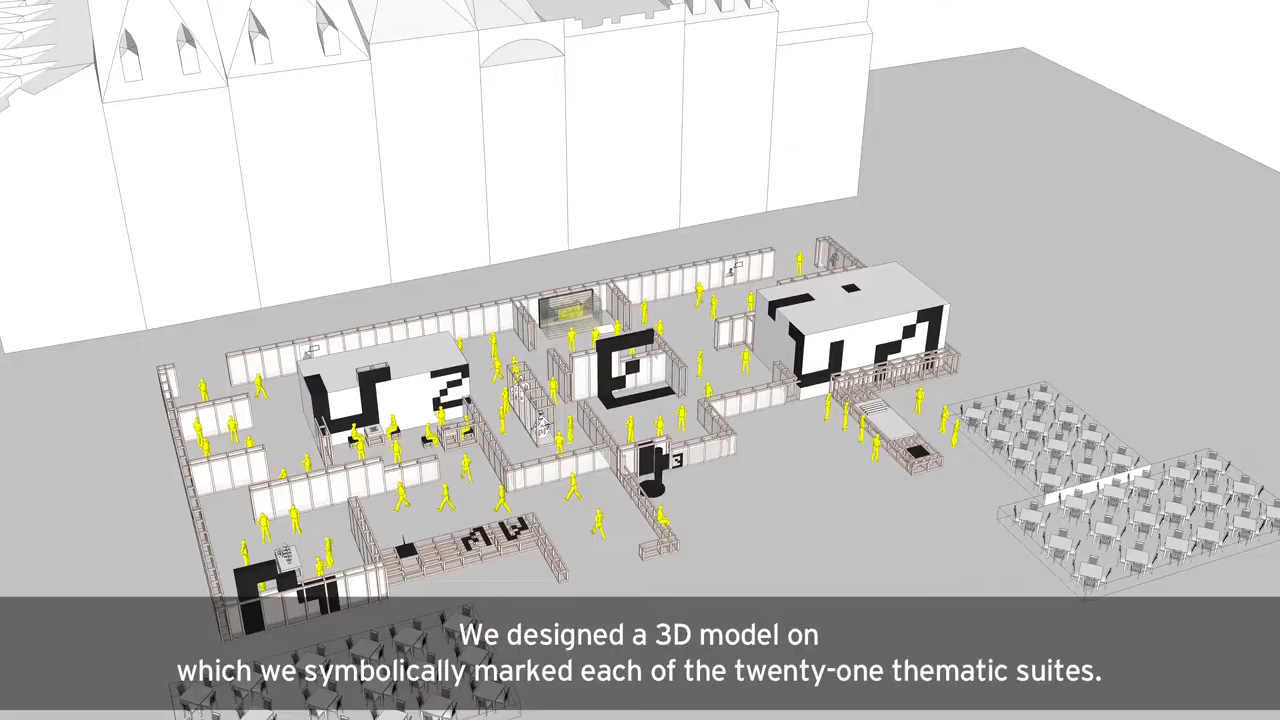 We designed a 3D model on
which we symbolically marked each of the twenty-one thematic suites.